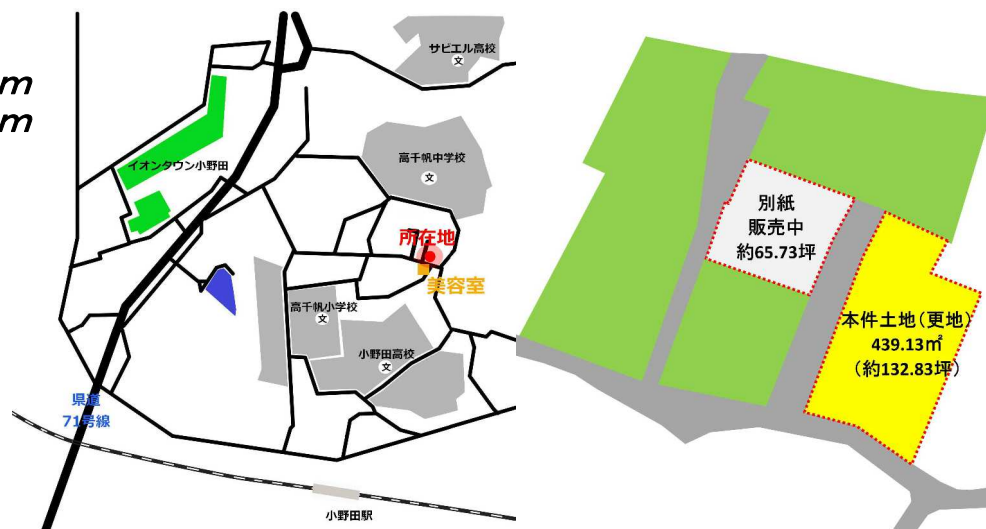 m
m
サビエル高校
文
イオンタウン小野田
高千帆中学校
文
所在地
美容室
高千帆小学校
文
小野田高校
文
県道
71号線
小野田駅
別紙
販売中
約65.73坪
本件土地(更地)
439.13㎡
(約132.83坪)